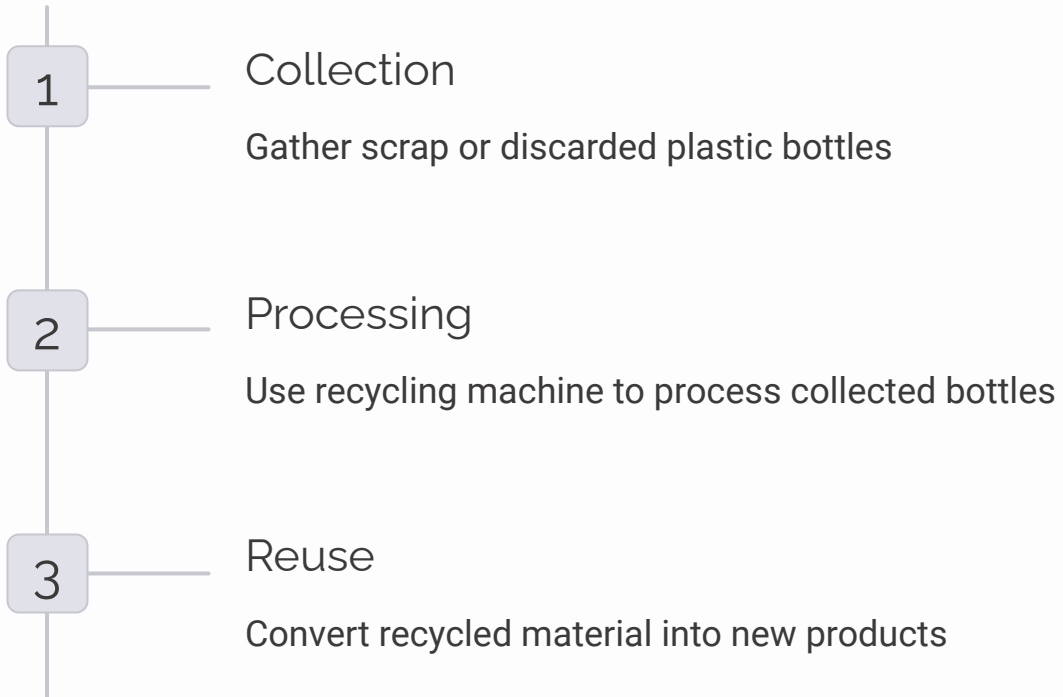 1
Collection
Gather scrap or discarded plastic bottles
2
Processing
Use recycling machine to process collected bottles
3
Reuse
Convert recycled material into new products